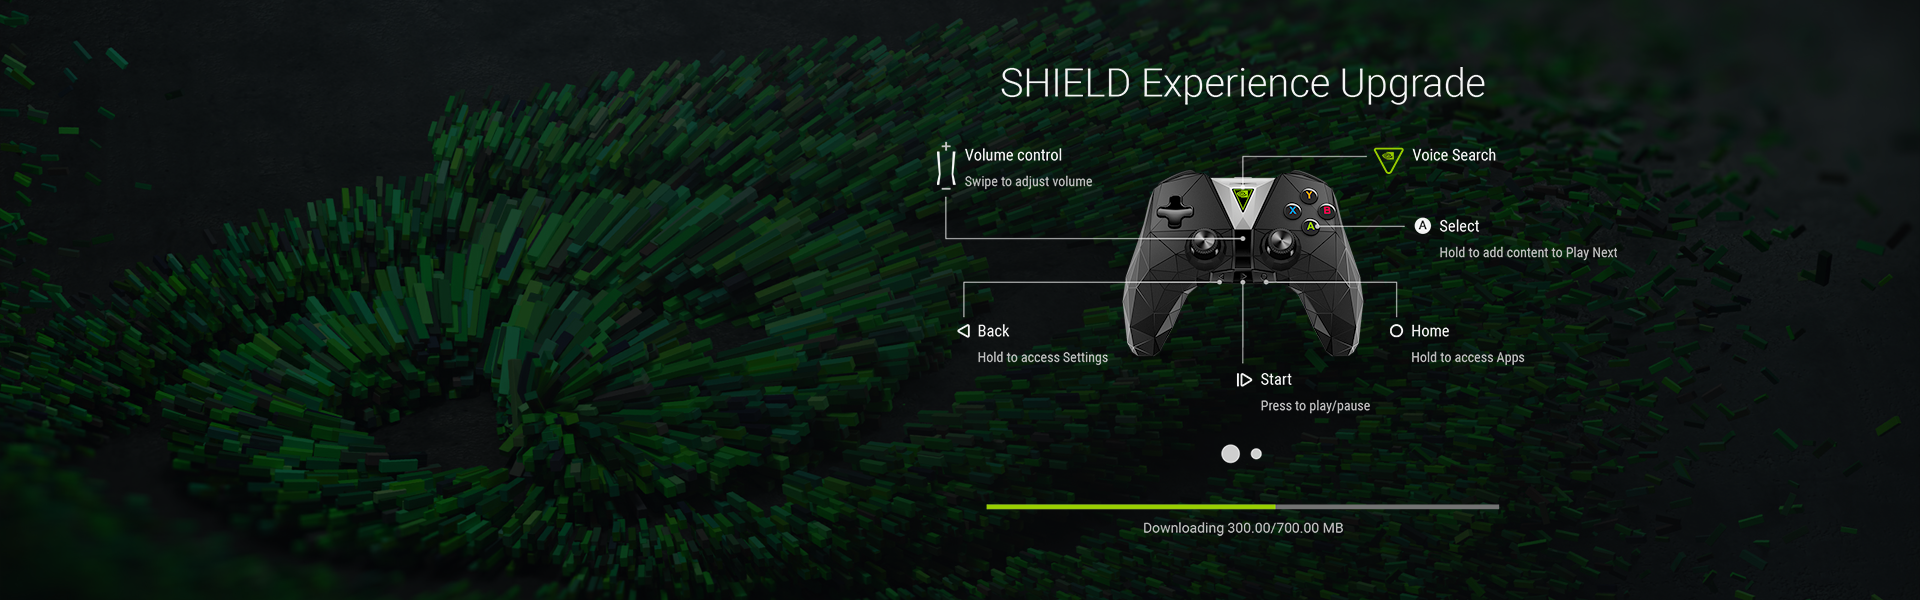 SHIELD Experience Upgrade
+
Volume control
Swipe to adjust volume
–
Voice Search
Y
X
B
A
A Select
Hold to add content to Play Next
Back
Hold to access Settings
Home
Hold to access Apps
Start
Press to play/pause
Downloading 300.00/700.00 MB